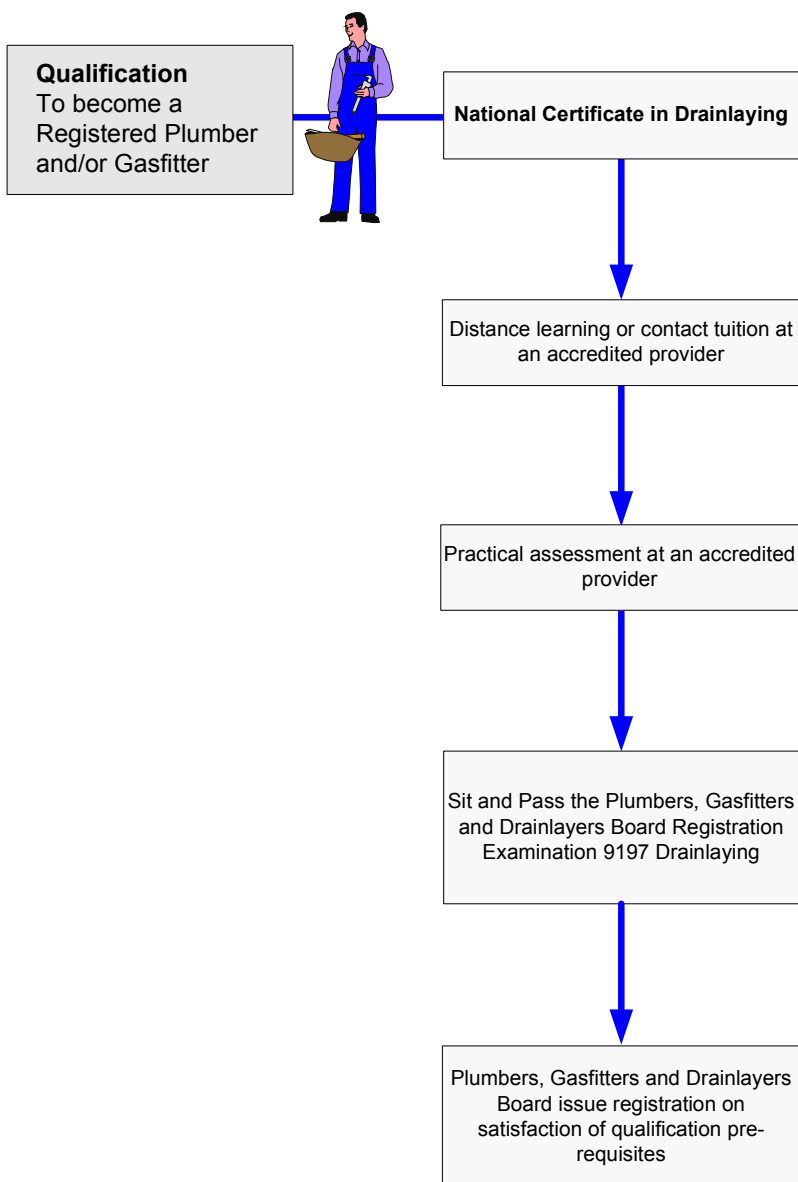 Qualification
To become a
Registered Plumber
and/or Gasfitter
National Certificate in Drainlaying
Distance learning or contact tuition at
an accredited provider
Practical assessment at an accredited
provider
Sit and Pass the Plumbers, Gasfitters
and Drainlayers Board Registration
Examination 9197 Drainlaying
Plumbers, Gasfitters and Drainlayers
Board issue registration on
satisfaction of qualification pre-
requisites